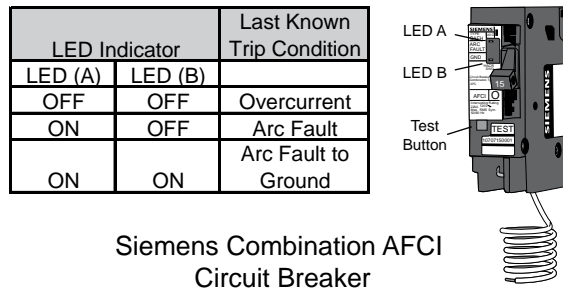 LED Indicator
Last Known
Trip Condition
LED (A) LED (B)
OFF OFF Overcurrent
ON OFF Arc Fault
ON ON Arc Fault to
Ground
LED A
LED B
Test
Button
SIEMENS
ARC
FAULT
GND
15
SIEMENS
AFCI
TEST
Siemens Combination AFCI
Circuit Breaker